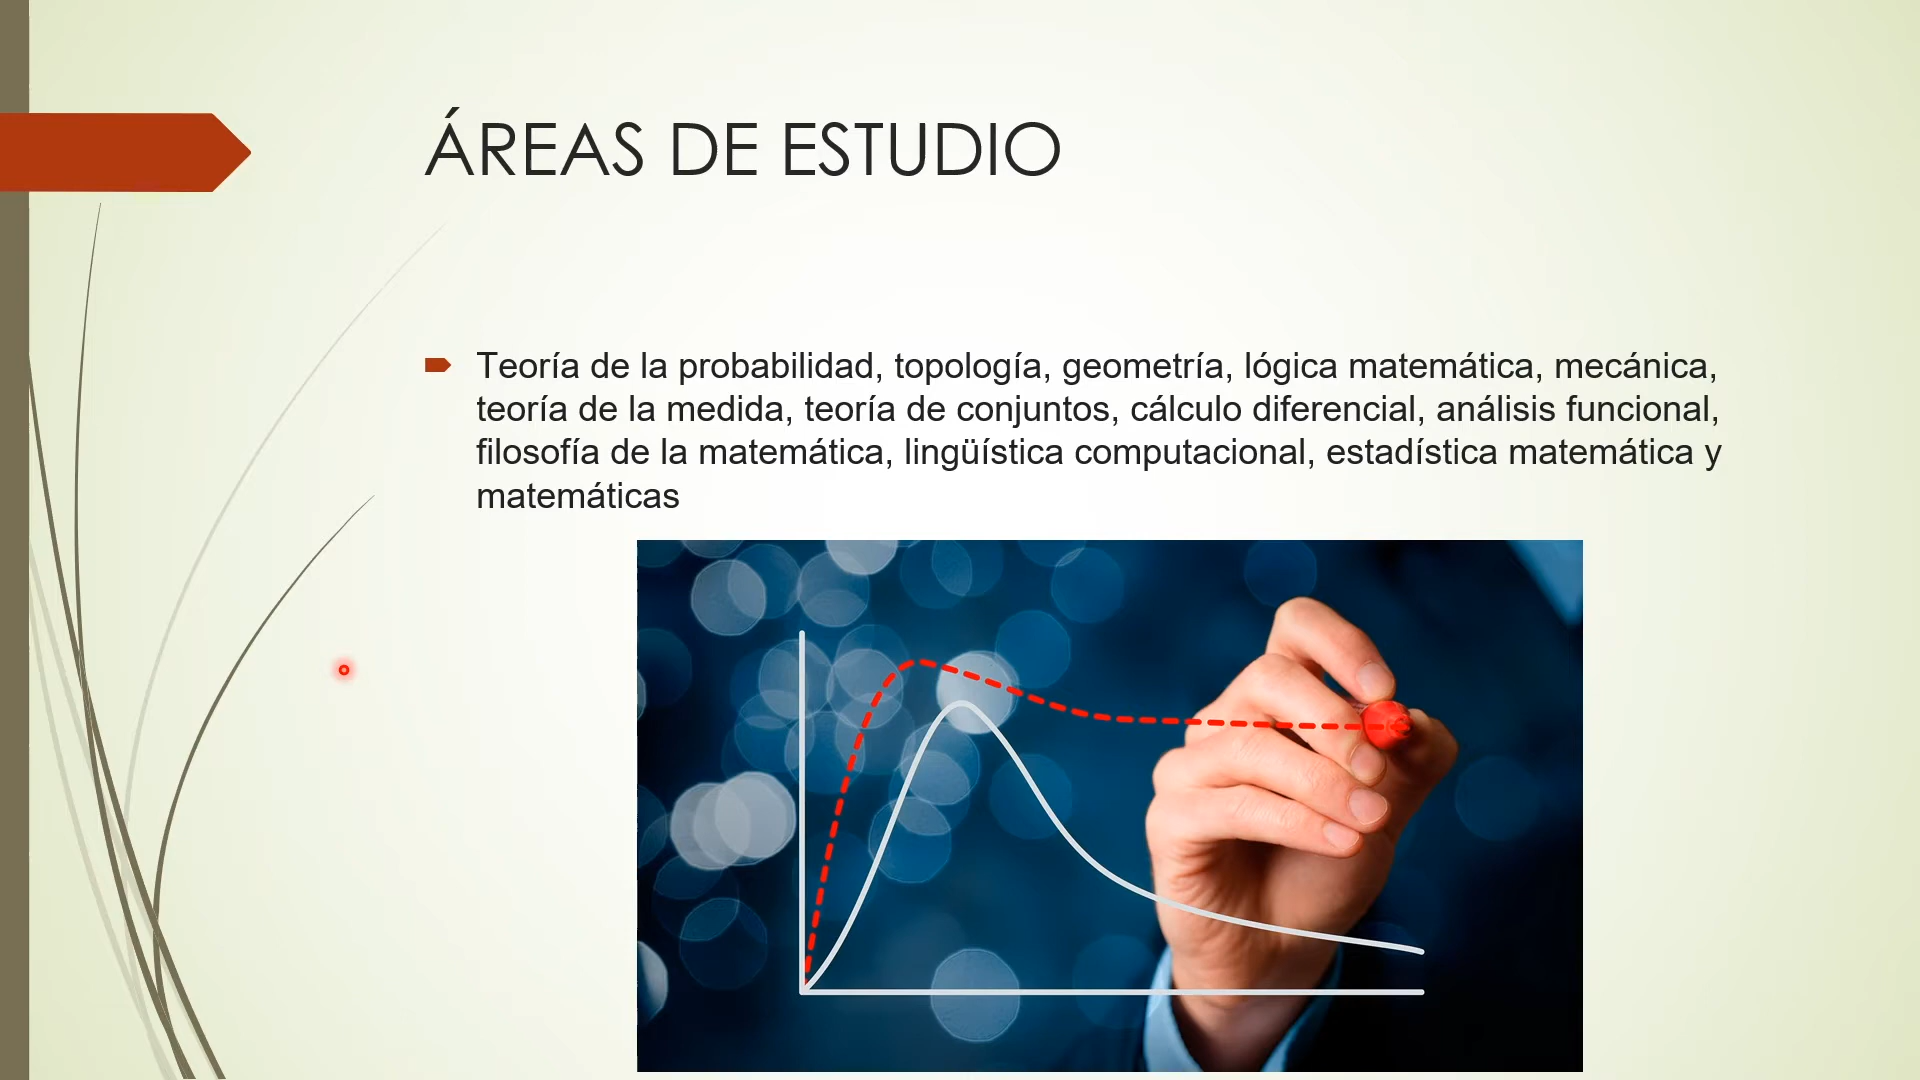 ÁREAS DE ESTUDIO
Teoría de la probabilidad, topología, geometría, lógica matemática, mecánica,
teoría de la medida, teoría de conjuntos, cálculo diferencial, análisis funcional,
filosofía de la matemática, lingüística computacional, estadística matemática y
matemáticas